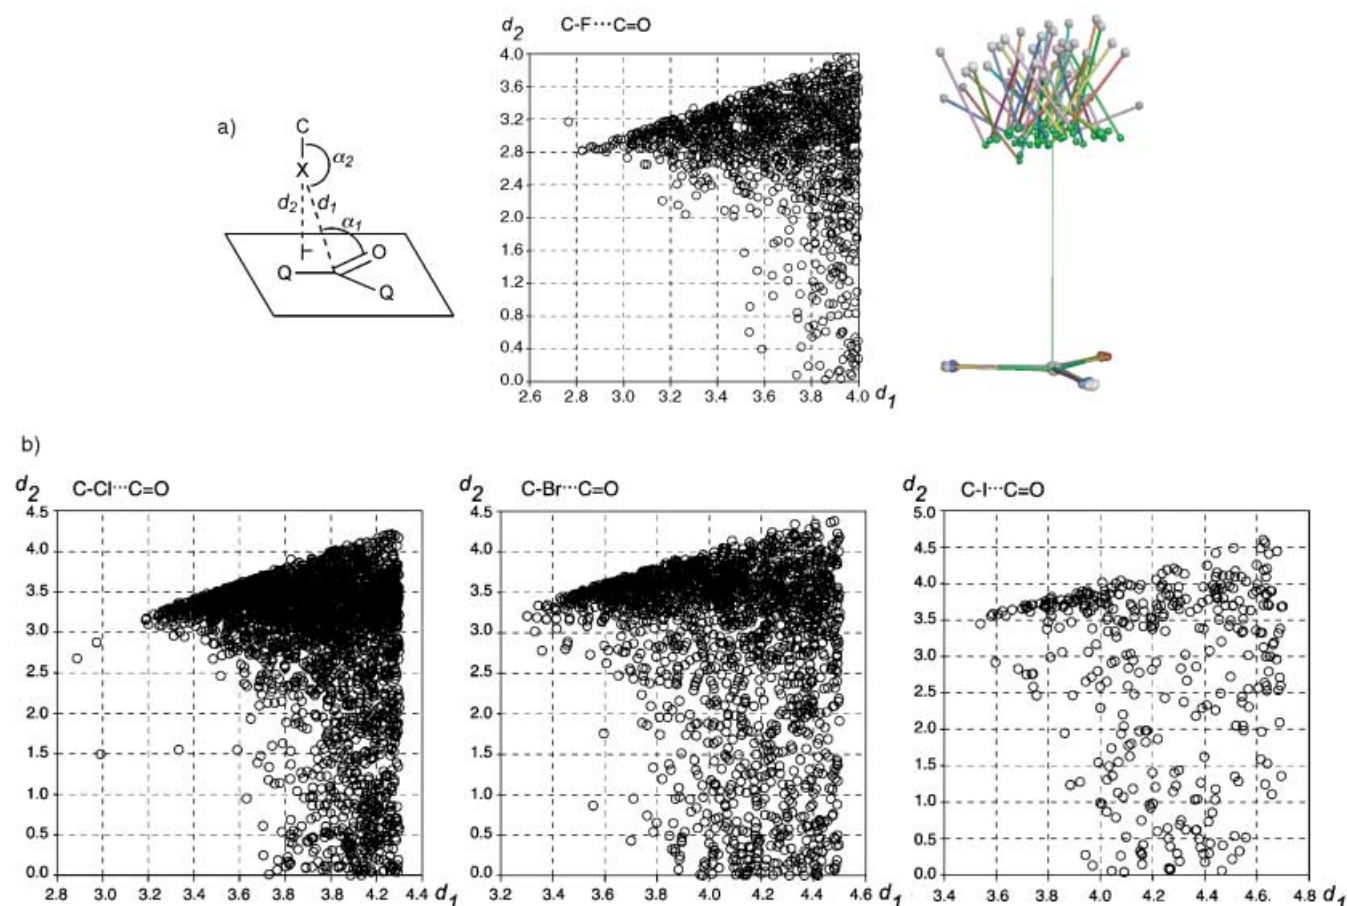 a)
C
X
α2
d2
d1
α1
O
Q
Q
d2
C-F···C=O
4.0
3.6
3.2
2.8
2.4
2.0
1.6
1.2
0.8
0.4
0.0
2.6 2.8 3.0 3.2 3.4 3.6 3.8 4.0 d1
b)
d2
C-Cl···C=O
4.5
4.0
3.5
3.0
2.5
2.0
1.5
1.0
0.5
0.0
2.8 3.0 3.2 3.4 3.6 3.8 4.0 4.2 4.4 d1
d2
C-Br···C=O
4.5
4.0
3.5
3.0
2.5
2.0
1.5
1.0
0.5
0.0
3.2 3.4 3.6 3.8 4.0 4.2 4.4 4.6 d1
d2
C-I···C=O
5.0
4.5
4.0
3.5
3.0
2.5
2.0
1.5
1.0
0.5
0.0
3.4 3.6 3.8 4.0 4.2 4.4 4.6 4.8
d1